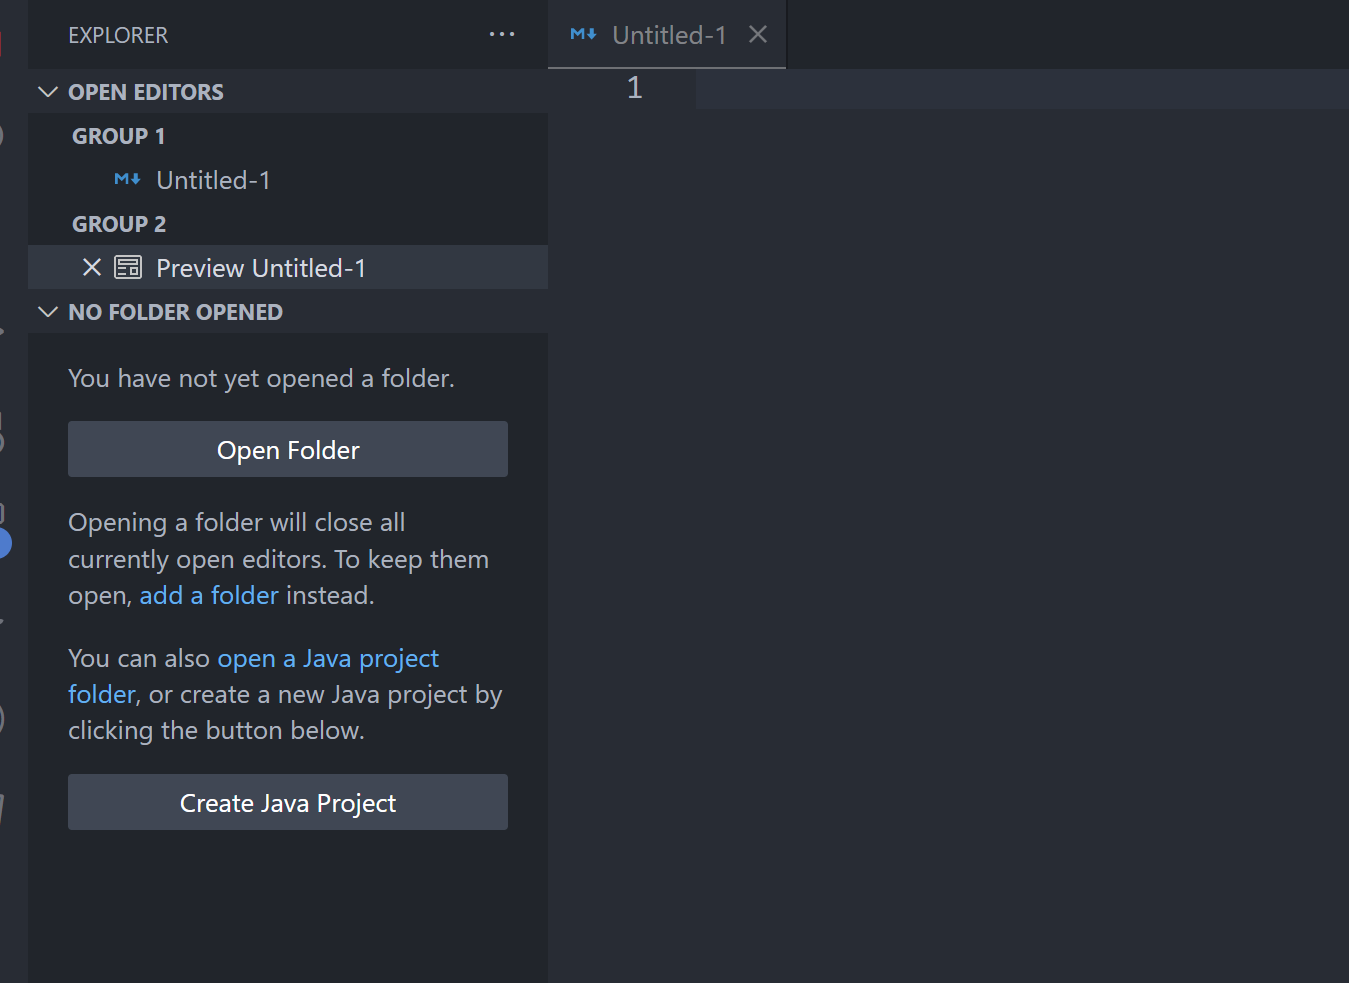 EXPLORER
Untitled-1
OPEN EDITORS
1
GROUP 1
Untitled-1
GROUP 2
Preview Untitled-1
NO FOLDER OPENED
You have not yet opened a folder.
Open Folder
Opening a folder will close all
currently open editors. To keep them
open, add a folder instead.
You can also open a Java project
folder, or create a new Java project by
clicking the button below.
Create Java Project